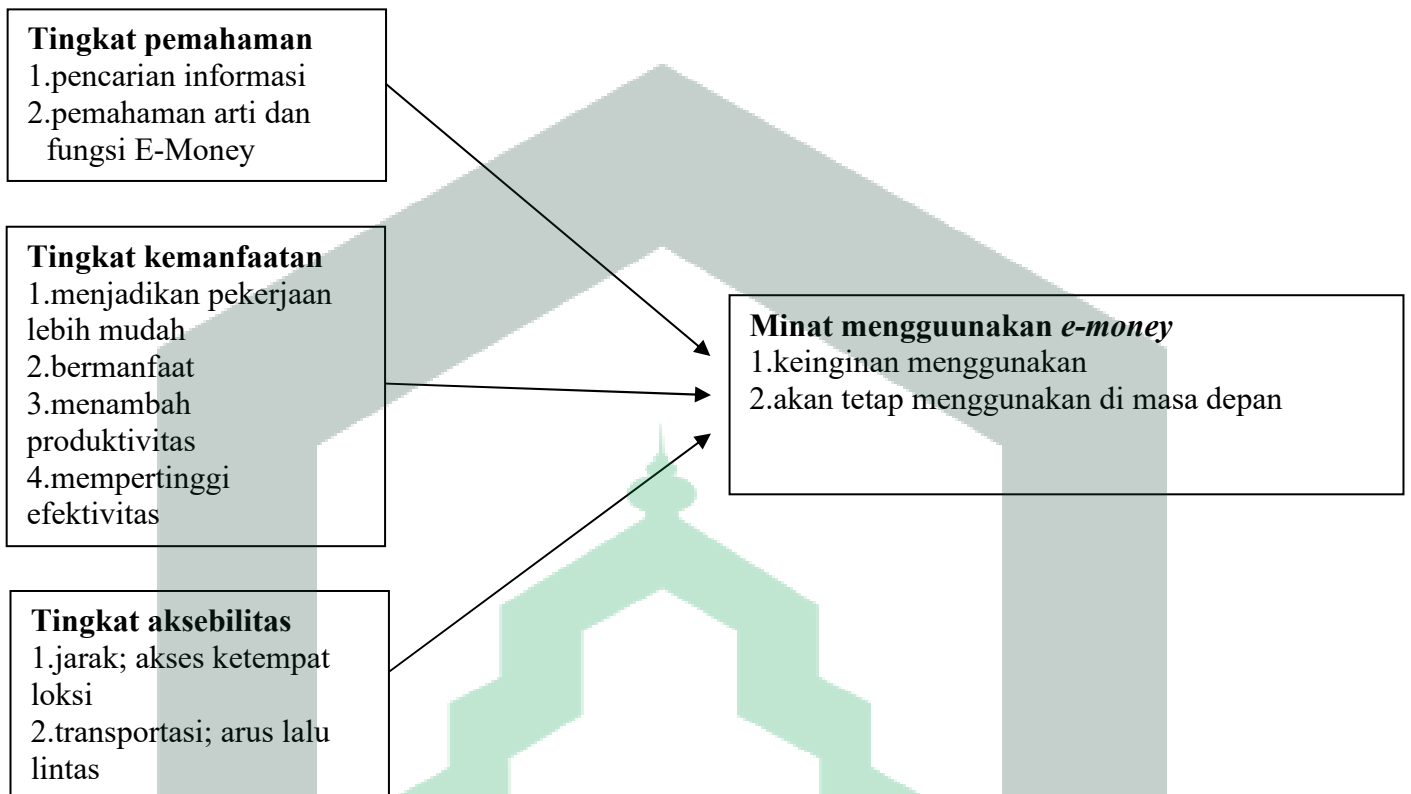 Tingkat pemahaman
1.pencarian informasi
2.pemahaman arti dan
fungsi E-Money
Tingkat kemanfaatan
1.menjadikan pekerjaan
lebih mudah
2.bermanfaat
3.menambah
produktivitas
4.mempertinggi
efektivitas
Tingkat aksebilitas
1.jarak; akses ketempat
loksi
2.transportasi; arus lalu
lintas
Minat mengguunakan e-money
1.keinginan menggunakan
2.akan tetap menggunakan di masa depan